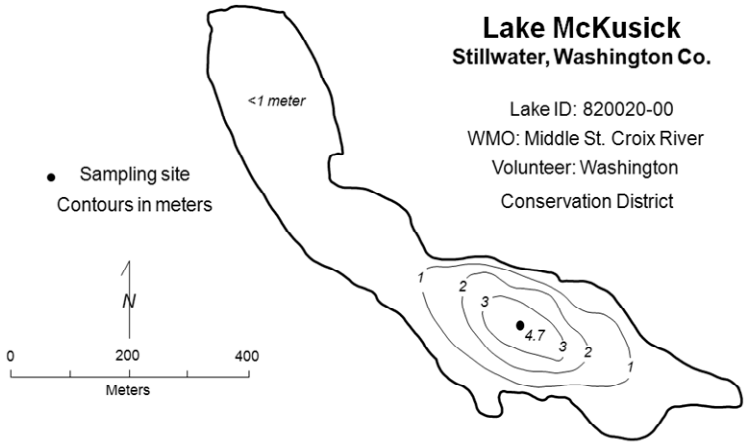 Lake McKusick
Stillwater, Washington Co.
Lake ID: 820020-00
WMO: Middle St. Croix River
Volunteer: Washington
Conservation District
<1 meter
Sampling site
Contours in meters
N
0 200 400
Meters
1
2
3
4.7
3
2
1